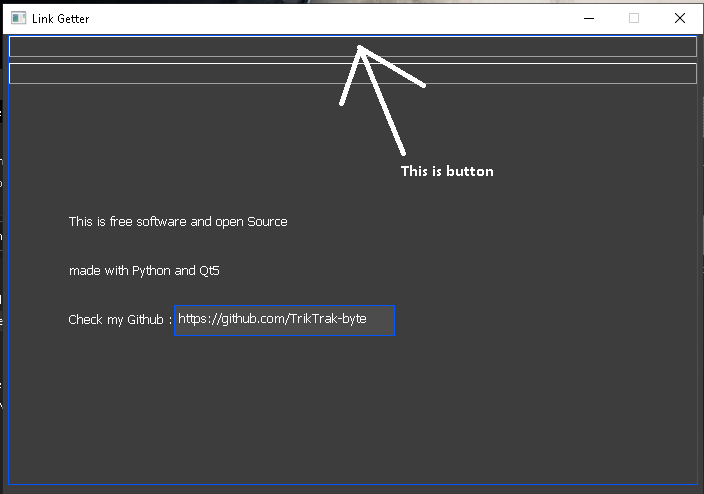 Link Getter
This is button
This is free software and open Source
made with Python and Qt5
Check my Github : https://github.com/TrikTrak-byte